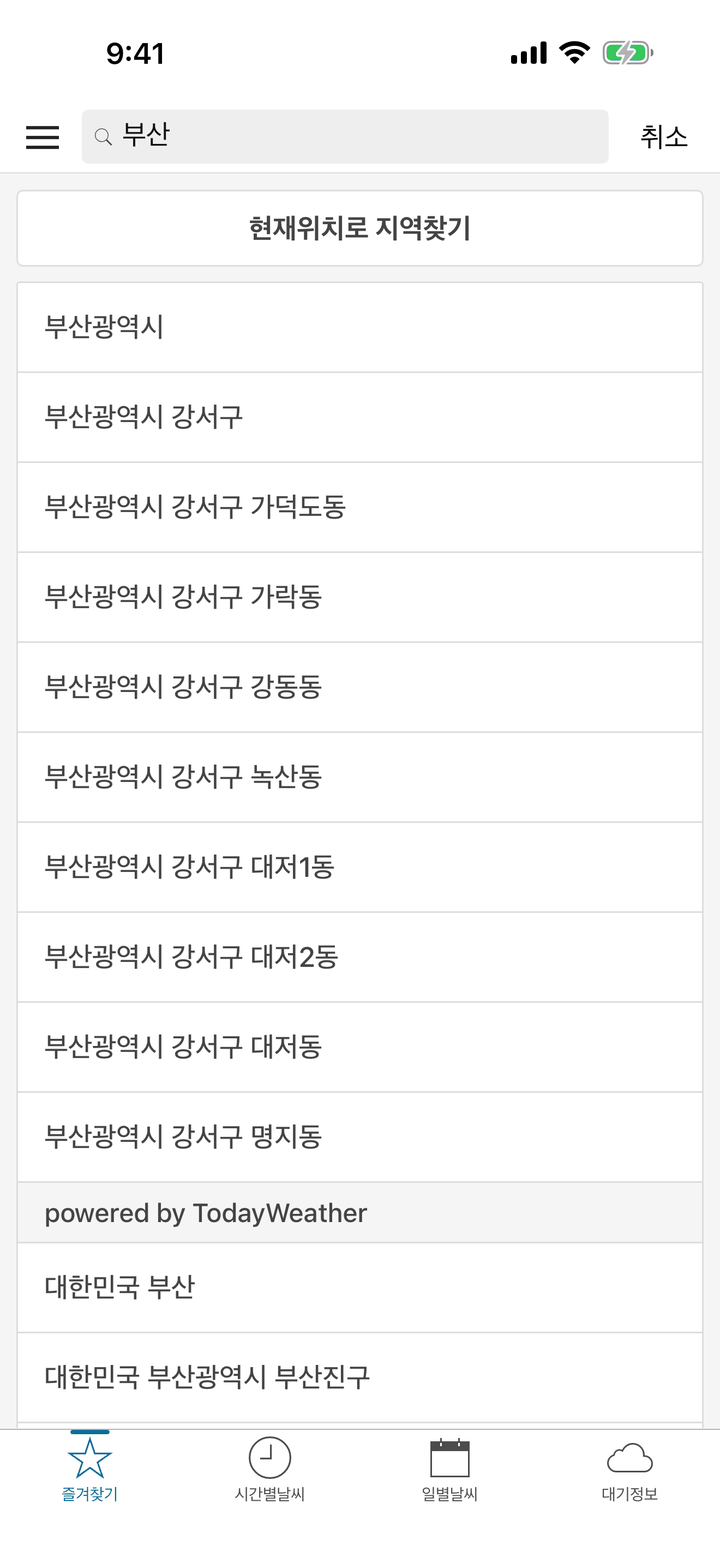 9:41
부산
취소
현재위치로 지역찾기
부산광역시
부산광역시 강서구
부산광역시 강서구 가덕도동
부산광역시 강서구 가락동
부산광역시 강서구 강동동
부산광역시 강서구 녹산동
부산광역시 강서구 대저1동
부산광역시 강서구 대저2동
부산광역시 강서구 대저동
부산광역시 강서구 명지동
powered by TodayWeather
대한민국 부산
대한민국 부산광역시 부산진구
즐겨찾기
시간별날씨
일별날씨
대기정보